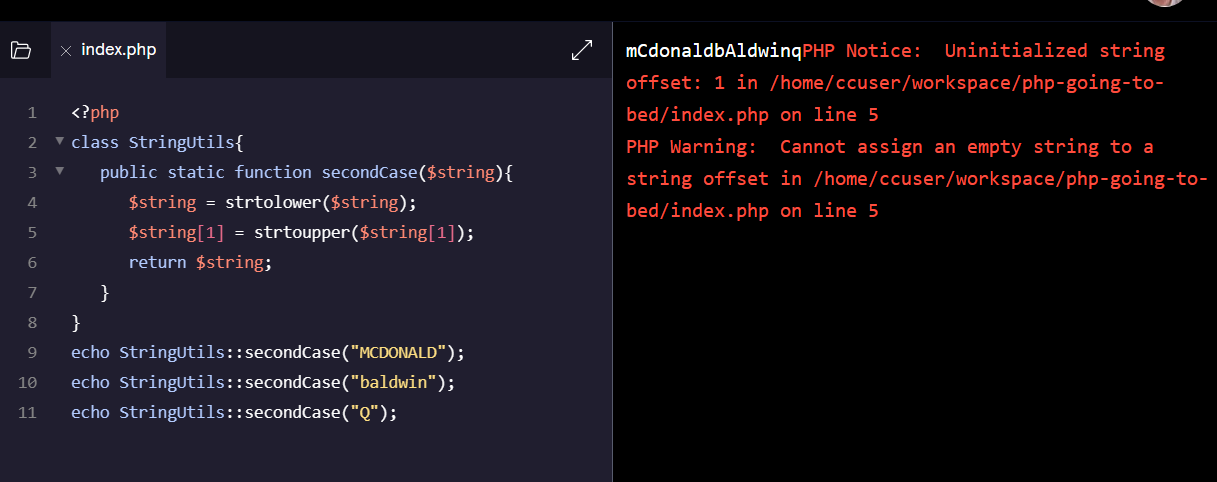 index.php
1 <?php
2 class StringUtils{
3 public static function secondCase($string){
4 $string = strtolower($string);
5 $string[1] = strtoupper($string[1]);
6 return $string;
7 }
8 }
9 echo StringUtils::secondCase("MCDONALD");
10 echo StringUtils::secondCase("baldwin");
11 echo StringUtils::secondCase("Q");
mCdonaldbAldwinqPHP Notice:  Uninitialized string
offset: 1 in /home/ccuser/workspace/php-going-to-
bed/index.php on line 5
PHP Warning:  Cannot assign an empty string to a
string offset in /home/ccuser/workspace/php-going-to-
bed/index.php on line 5